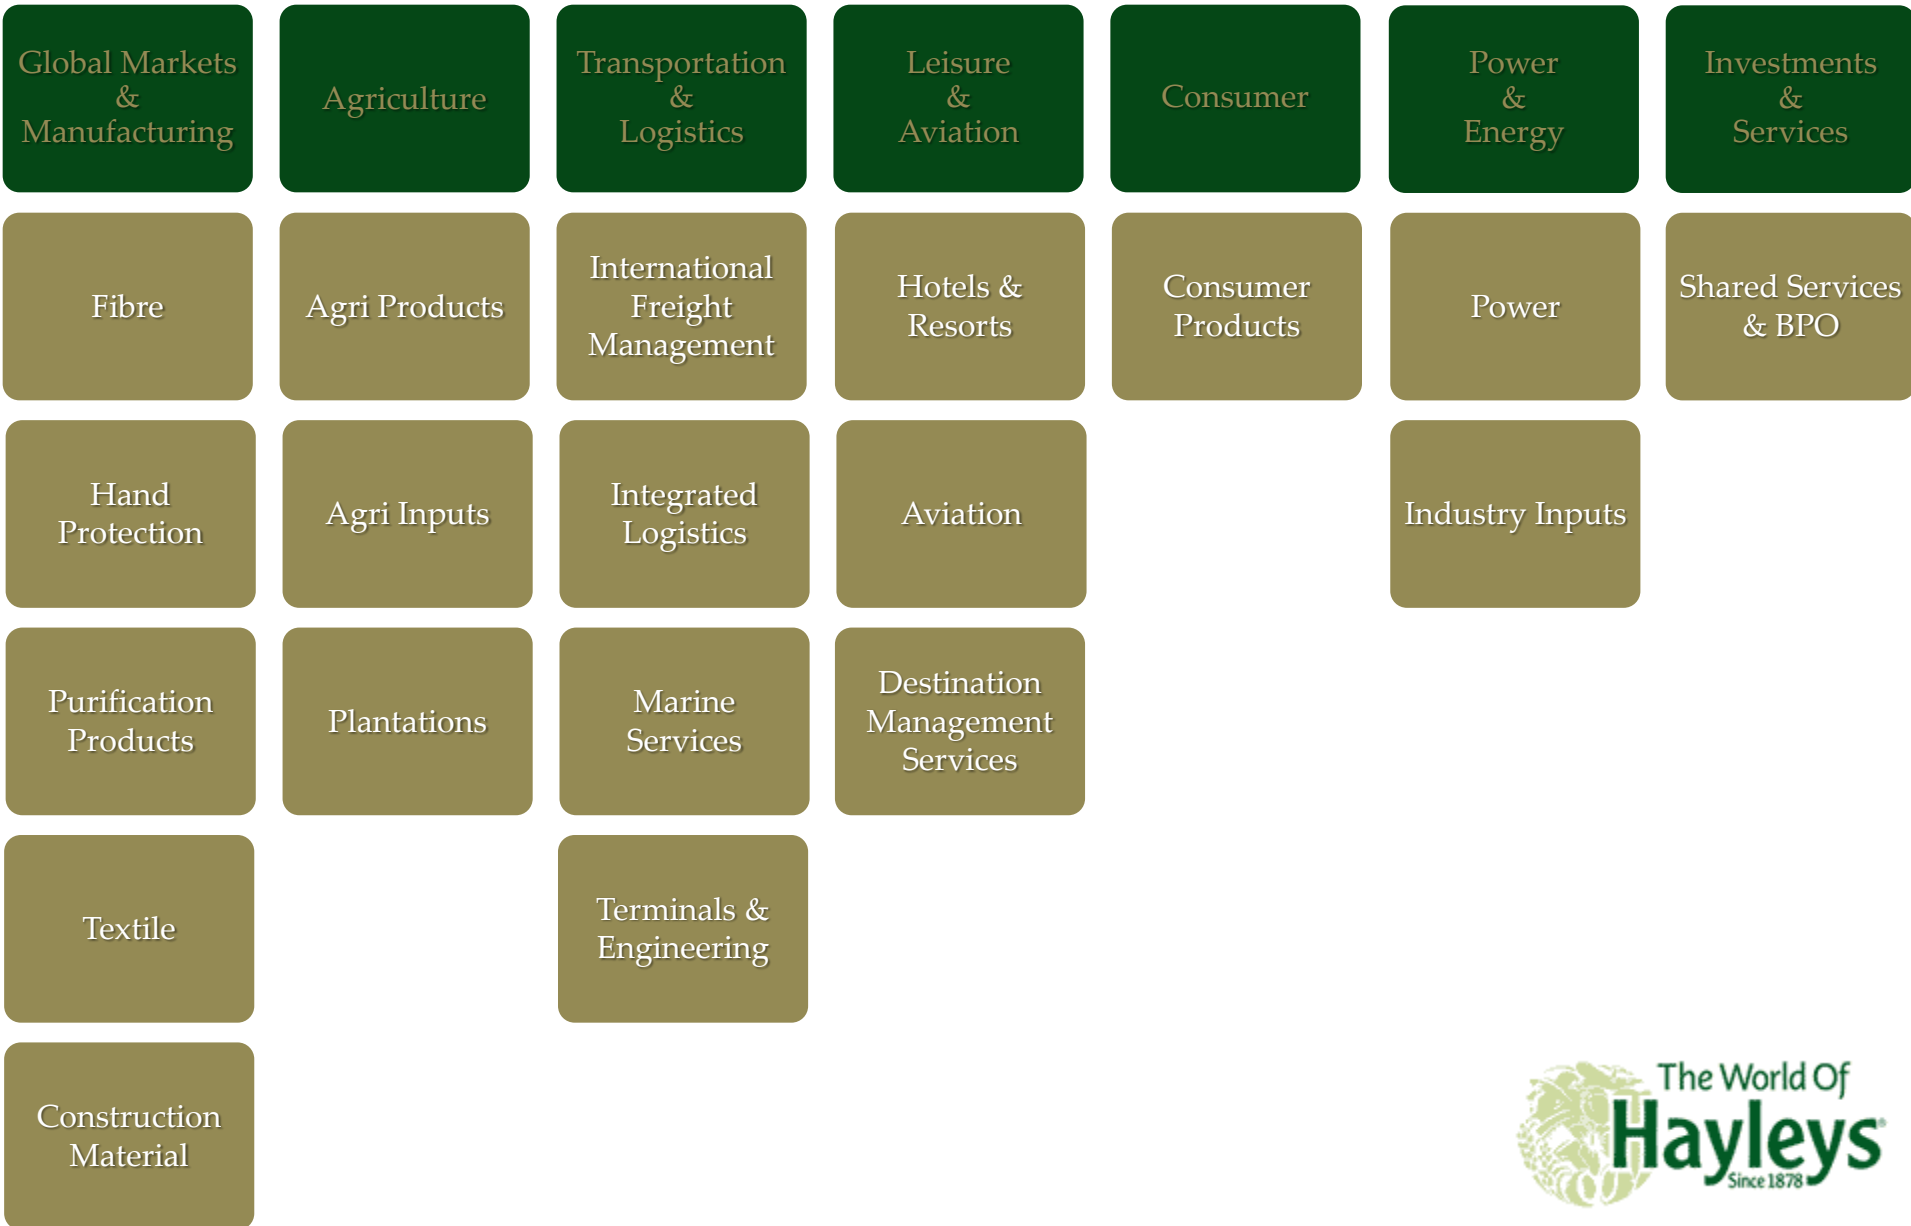 Global Markets
&
Manufacturing
Agriculture
Transportation
&
Logistics
Leisure
&
Aviation
Consumer
Power
&
Energy
Investments
&
Services
Fibre
Agri Products
International
Freight
Management
Hotels &
Resorts
Consumer
Products
Power
Shared Services
& BPO
Hand
Protection
Agri Inputs
Integrated
Logistics
Aviation
Industry Inputs
Purification
Products
Plantations
Marine
Services
Destination
Management
Services
Textile
Terminals &
Engineering
Construction
Material
The World Of
Hayleys
Since 1878